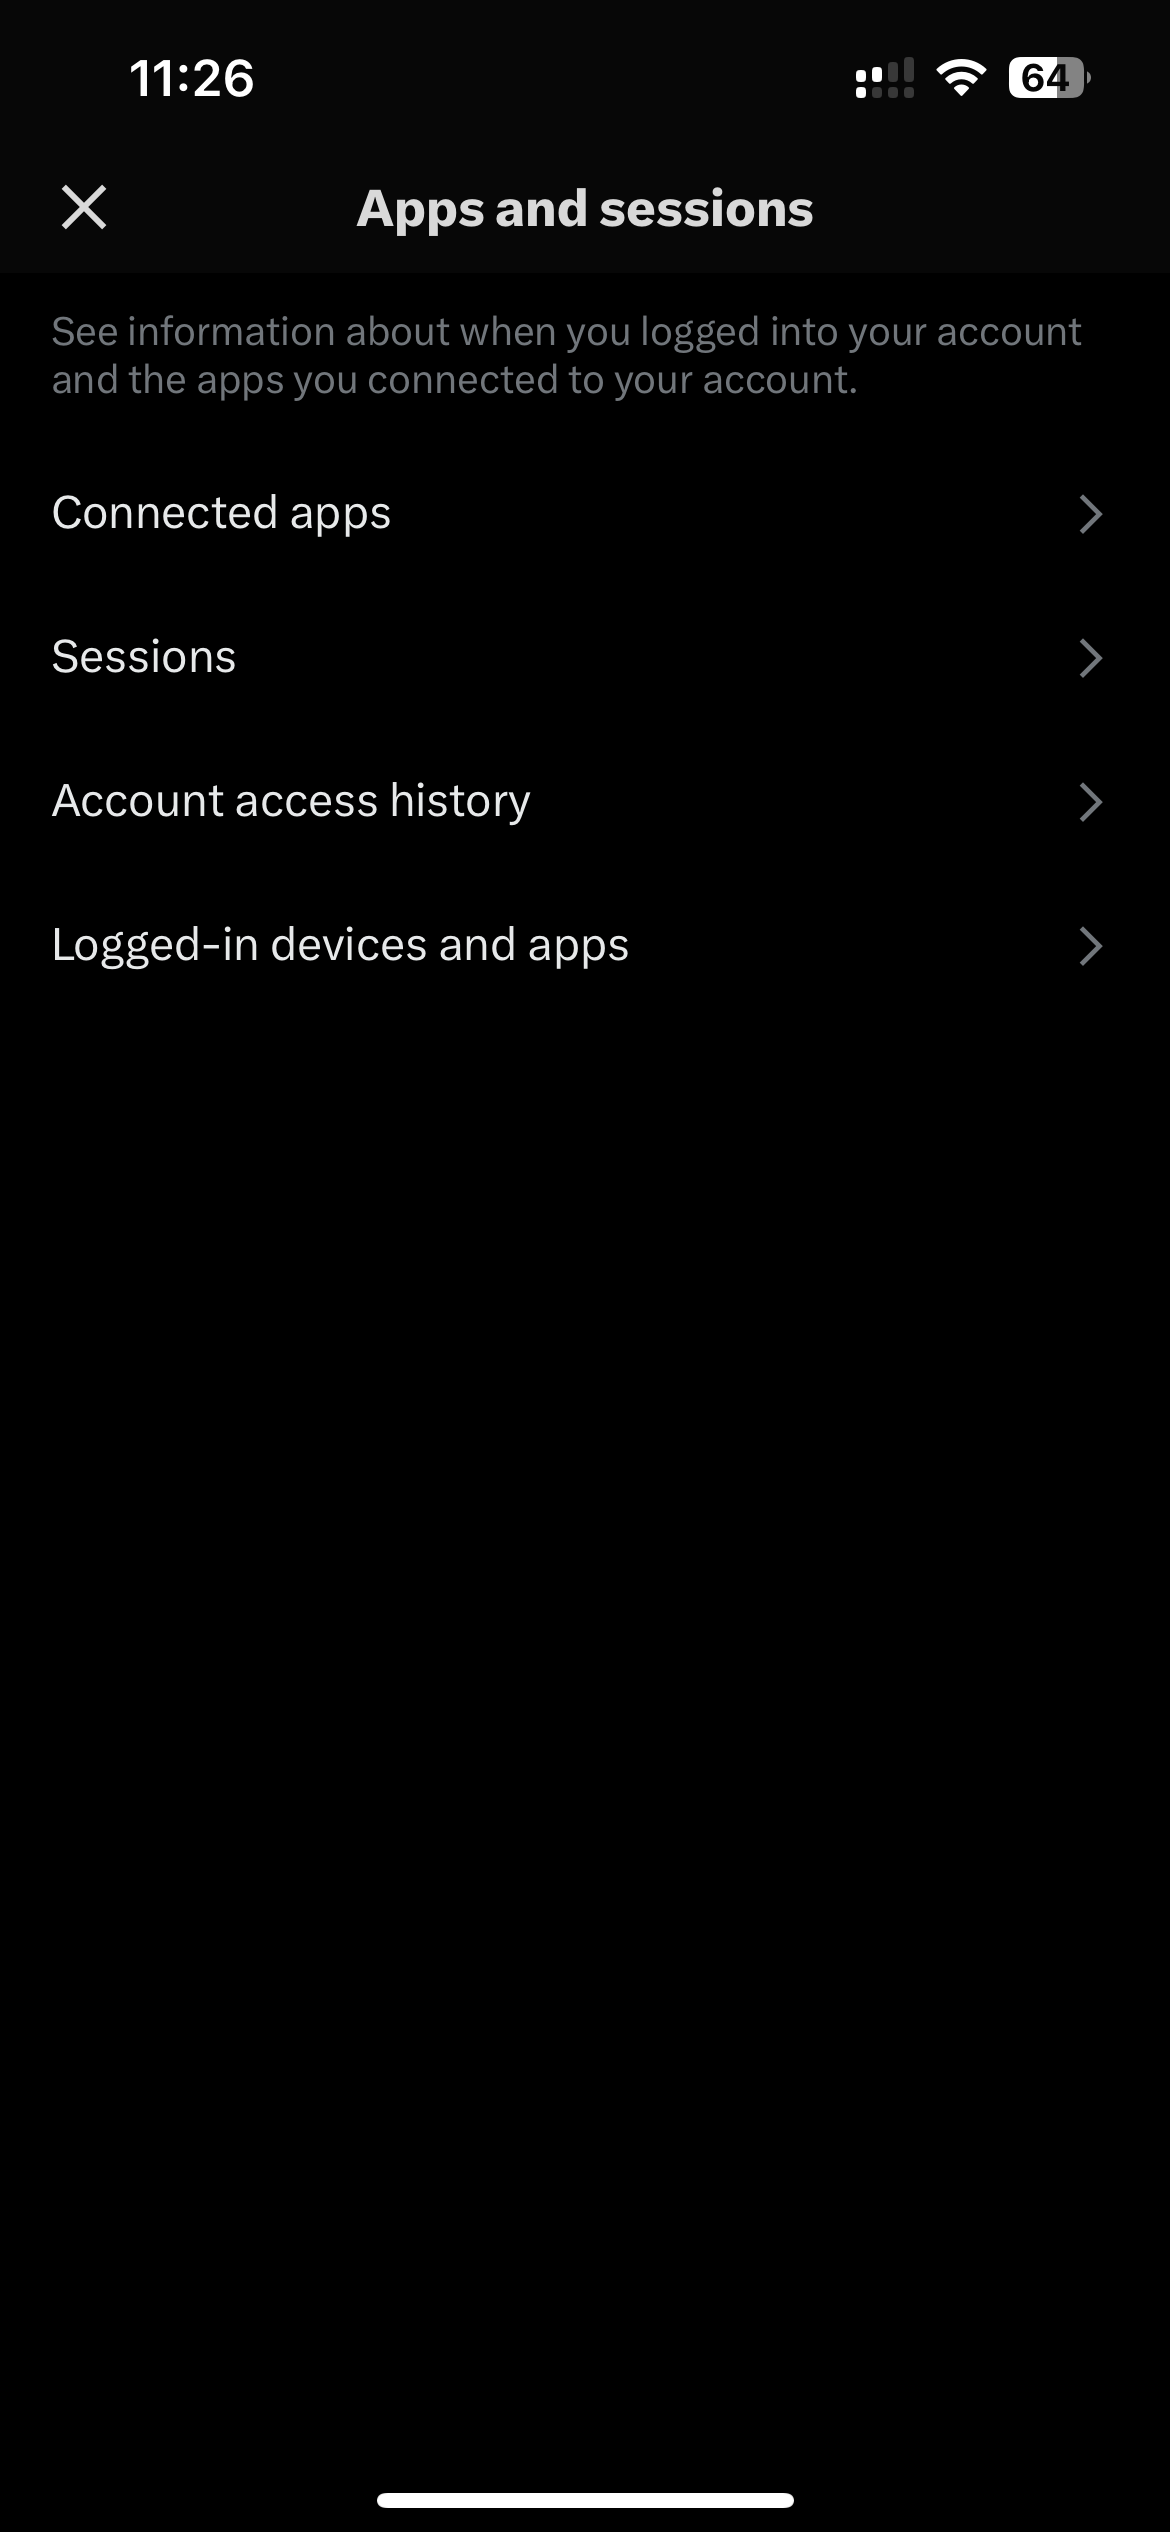 11:26
64
Apps and sessions
See information about when you logged into your account
and the apps you connected to your account.
Connected apps
Sessions
Account access history
Logged-in devices and apps